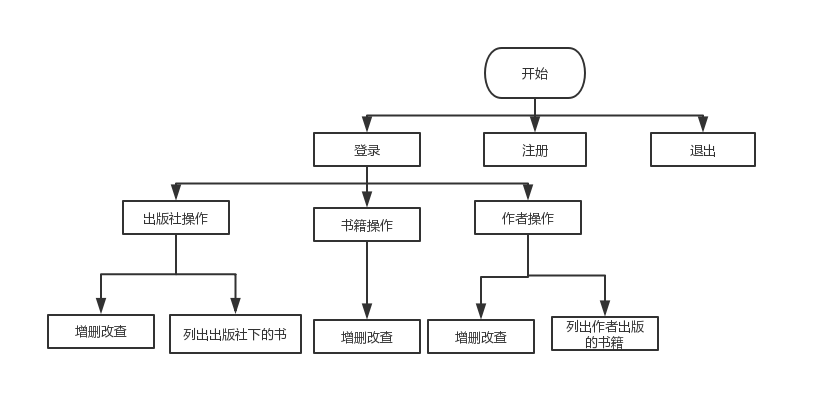 开始
登录
注册
退出
出版社操作
书籍操作
作者操作
增删改查
列出出版社下的书
增删改查
增删改查
列出作者出版
的书籍